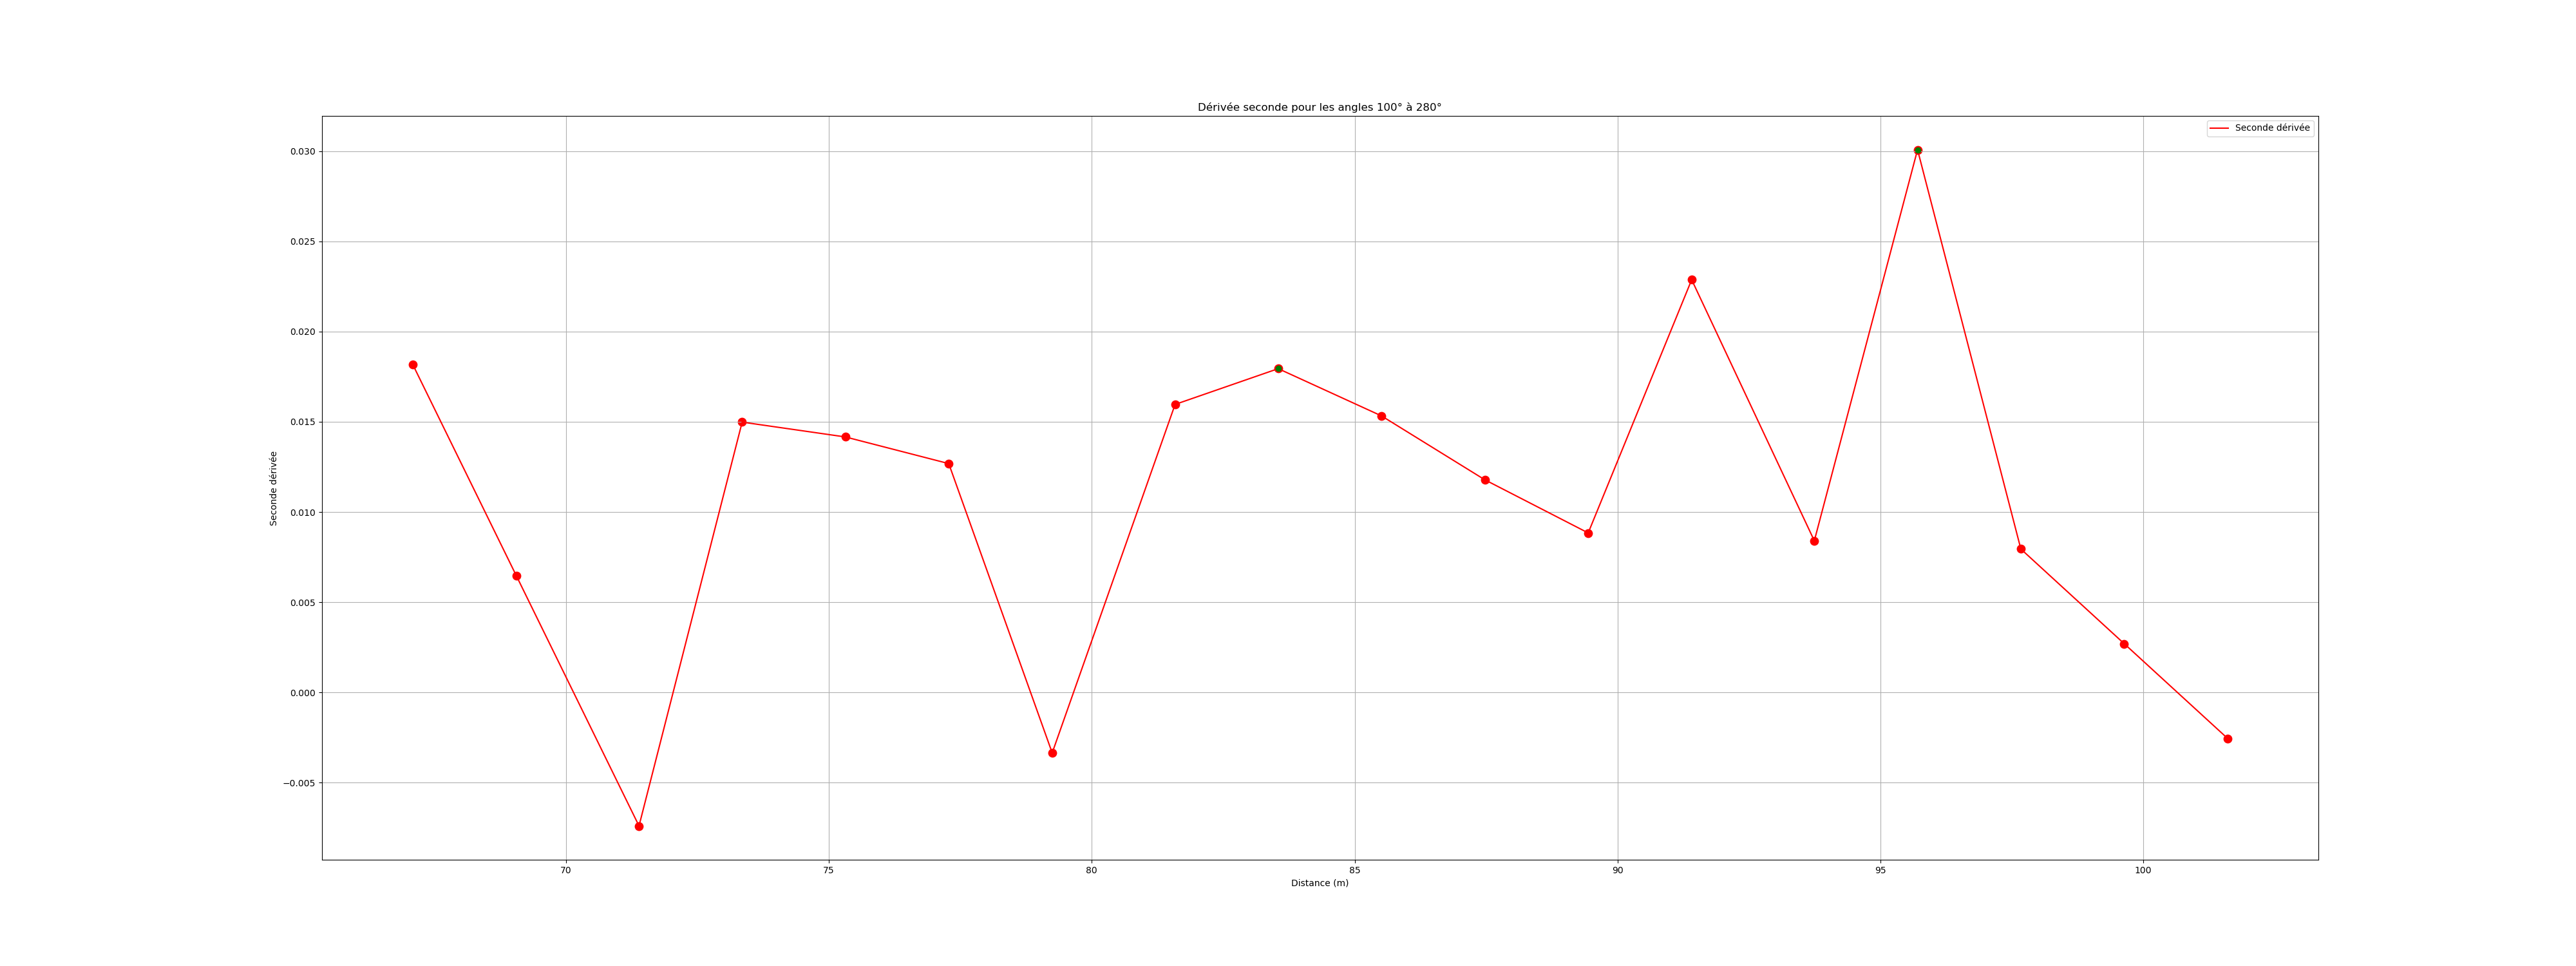 Dérivée seconde pour les angles 100° à 280°
Seconde dérivée
0.030
0.025
0.020
0.015
0.010
0.005
0.000
−0.005
Seconde dérivée
70 75 80 85 90 95 100
Distance (m)